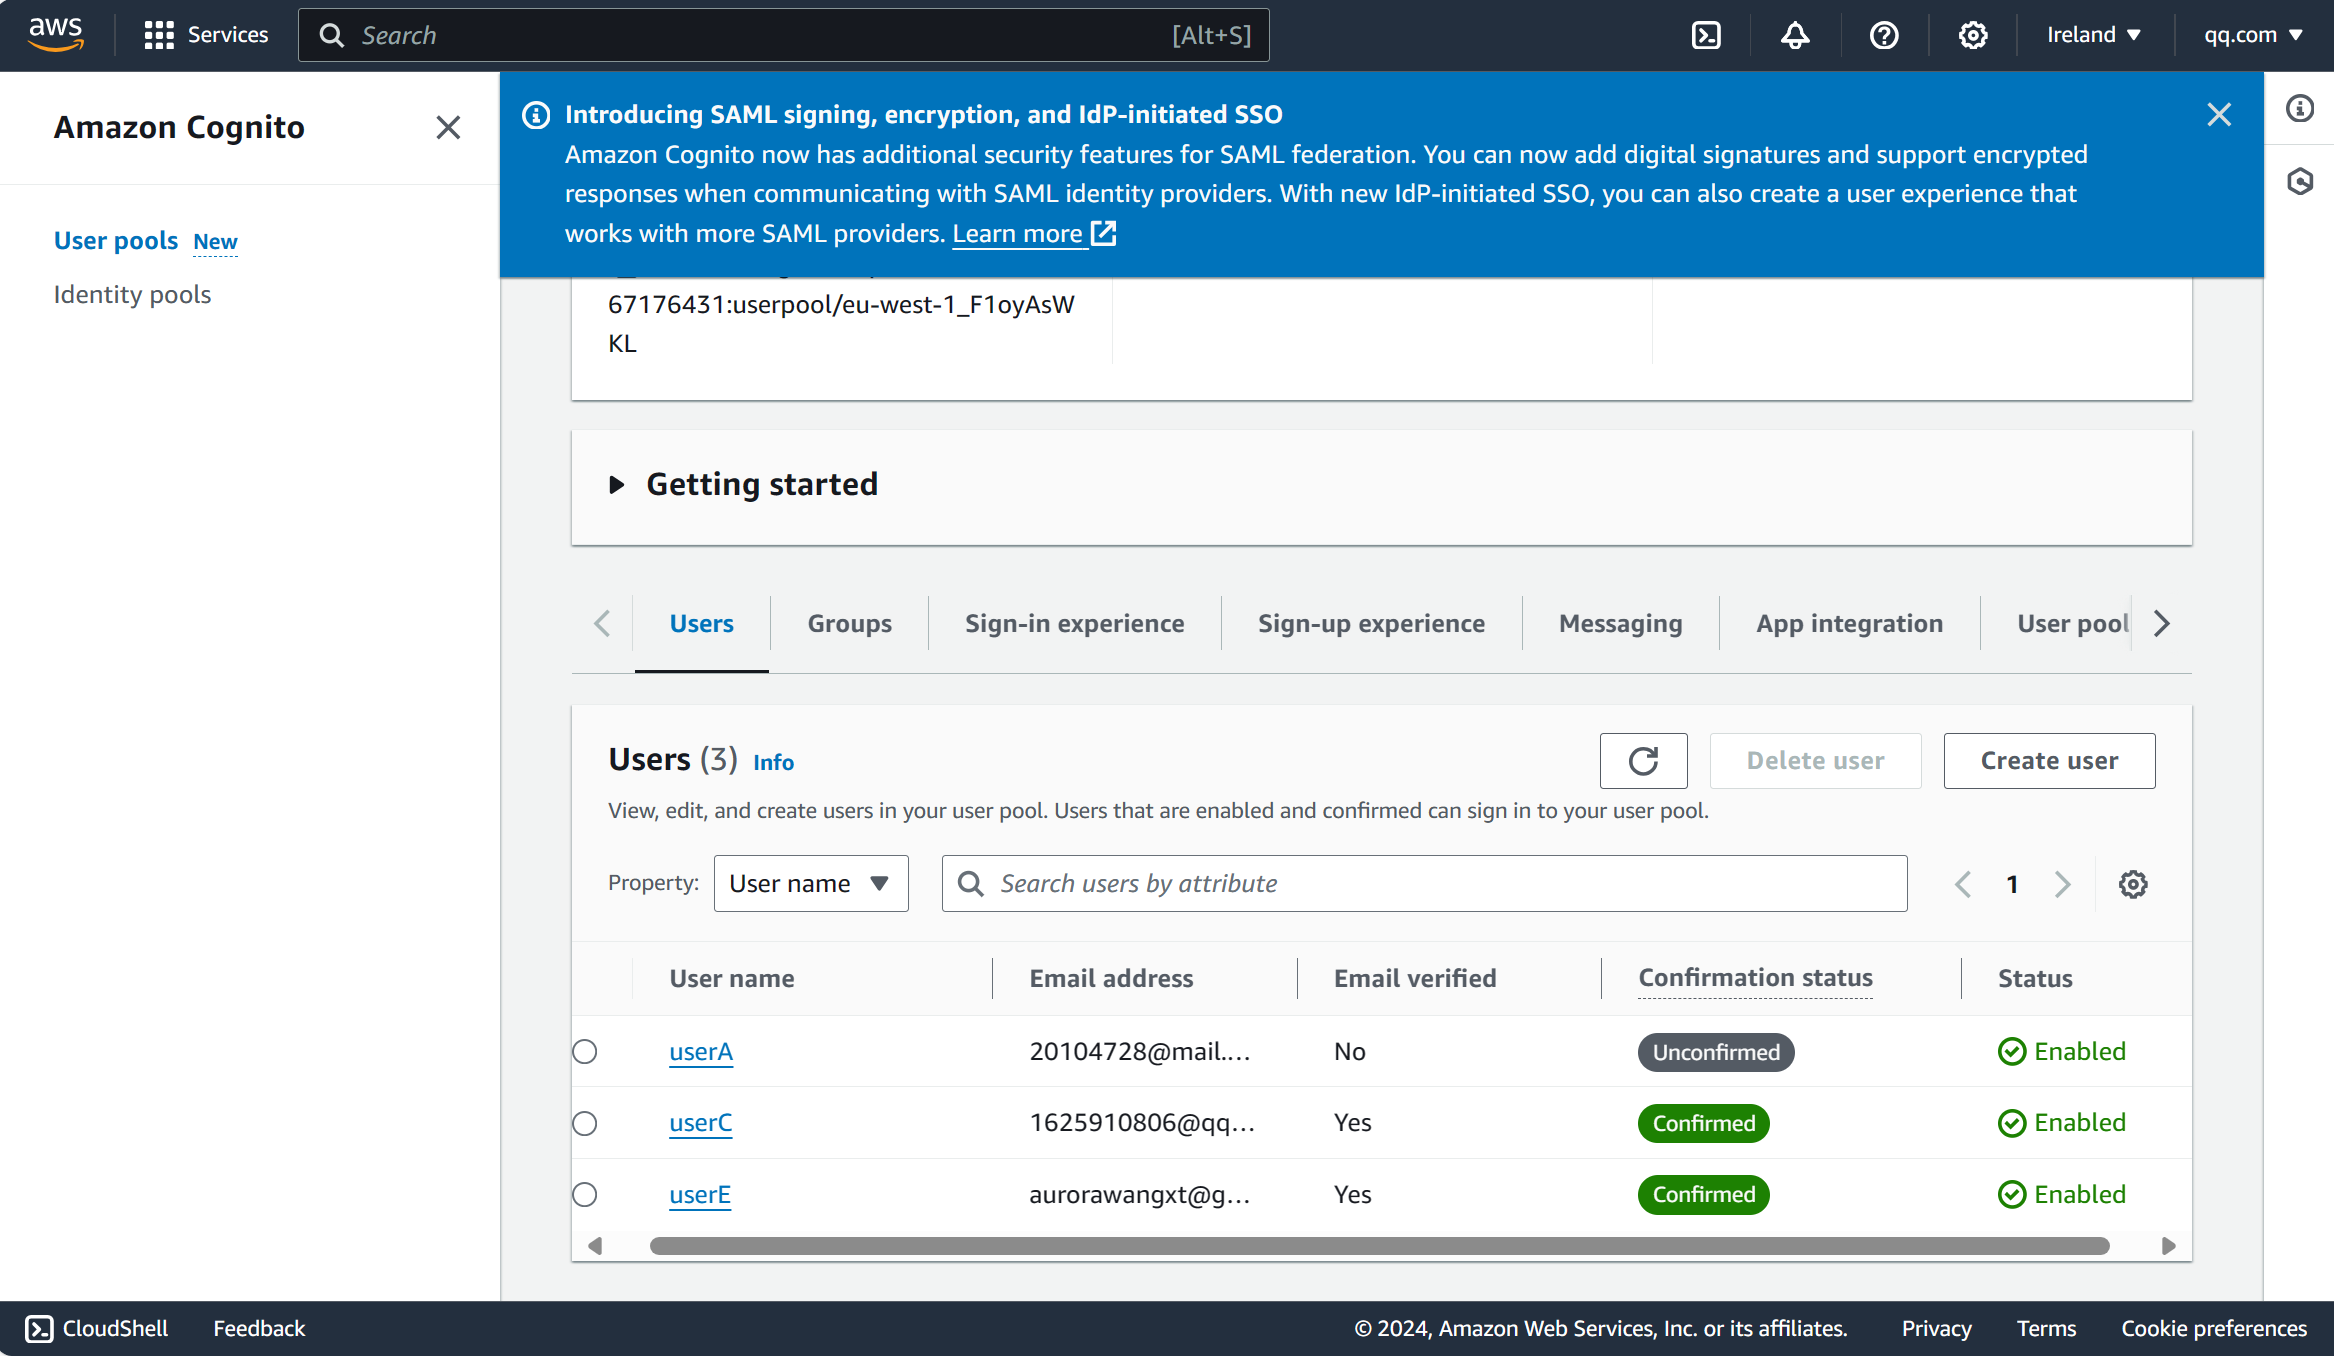 aws
Services
Search [Alt+S]
Ireland
qq.com
Amazon Cognito
User pools New
Identity pools
Introducing SAML signing, encryption, and IdP-initiated SSO
Amazon Cognito now has additional security features for SAML federation. You can now add digital signatures and support encrypted
responses when communicating with SAML identity providers. With new IdP-initiated SSO, you can also create a user experience that
works with more SAML providers. Learn more
67176431:userpool/eu-west-1_F1oyAsW
KL
Getting started
Users Groups Sign-in experience Sign-up experience Messaging App integration User pool
Users (3) Info
Delete user
Create user
View, edit, and create users in your user pool. Users that are enabled and confirmed can sign in to your user pool.
Property: User name Search users by attribute 1
User name Email address Email verified Confirmation status Status
userA 20104728@mail.... No Unconfirmed Enabled
userC 1625910806@qq... Yes Confirmed Enabled
userE aurorawangxt@g... Yes Confirmed Enabled
CloudShell Feedback © 2024, Amazon Web Services, Inc. or its affiliates. Privacy Terms Cookie preferences